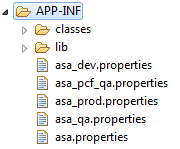 APP-INF
classes
lib
asa_dev.properties
asa_pcf_qa.properties
asa_prod.properties
asa_qa.properties
asa.properties